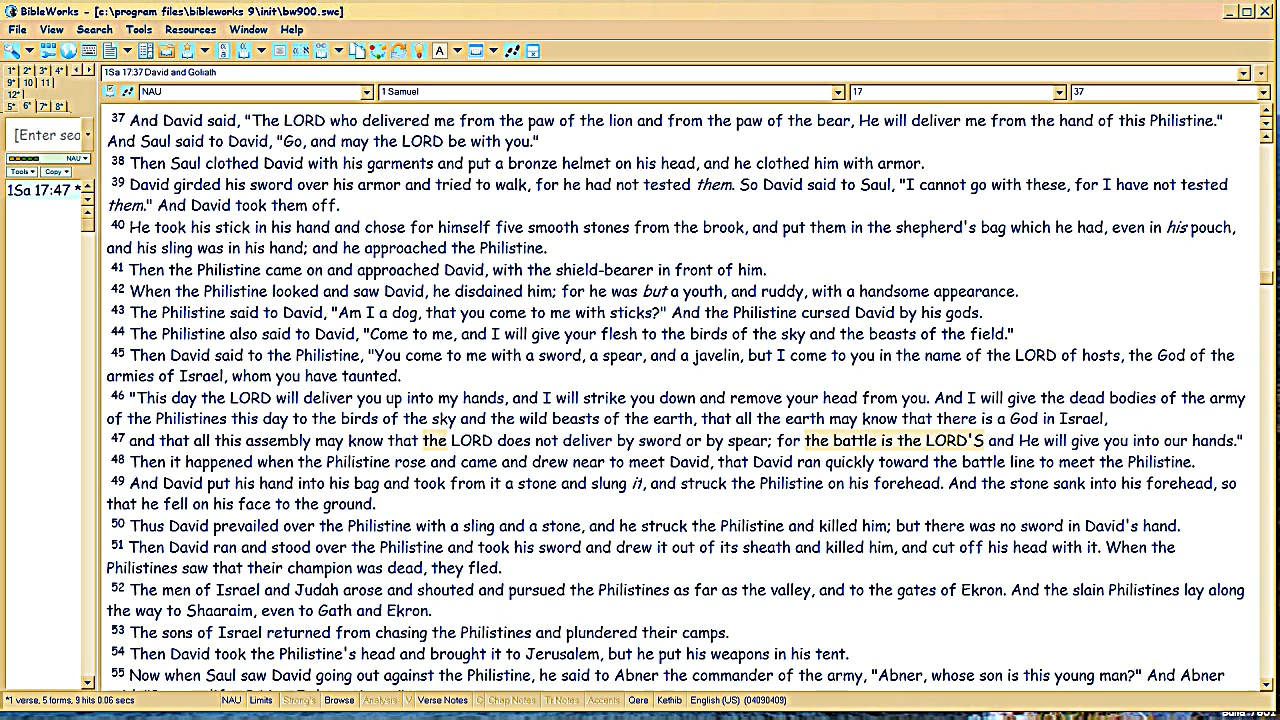 BibleWorks - [c:\program files\bibleworks 9\init\bw900.swc]
File View Search Tools Resources Window Help
1* 2* 3* 4*
9* 10 11
12*
5* 6* 7* 8*
1Sa 17:37 David and Goliath
NAU 1 Samuel 17 37
[Enter sea
NAU
Tools Copy
1Sa 17:47 *
37 And David said, "The LORD who delivered me from the paw of the lion and from the paw of the bear, He will deliver me from the hand of this Philistine."
And Saul said to David, "Go, and may the LORD be with you."
38 Then Saul clothed David with his garments and put a bronze helmet on his head, and he clothed him with armor.
39 David girded his sword over his armor and tried to walk, for he had not tested them. So David said to Saul, "I cannot go with these, for I have not tested
them." And David took them off.
40 He took his stick in his hand and chose for himself five smooth stones from the brook, and put them in the shepherd's bag which he had, even in his pouch,
and his sling was in his hand; and he approached the Philistine.
41 Then the Philistine came on and approached David, with the shield-bearer in front of him.
42 When the Philistine looked and saw David, he disdained him; for he was but a youth, and ruddy, with a handsome appearance.
43 The Philistine said to David, "Am I a dog, that you come to me with sticks?" And the Philistine cursed David by his gods.
44 The Philistine also said to David, "Come to me, and I will give your flesh to the birds of the sky and the beasts of the field."
45 Then David said to the Philistine, "You come to me with a sword, a spear, and a javelin, but I come to you in the name of the LORD of hosts, the God of the
armies of Israel, whom you have taunted.
46 "This day the LORD will deliver you up into my hands, and I will strike you down and remove your head from you. And I will give the dead bodies of the army
of the Philistines this day to the birds of the sky and the wild beasts of the earth, that all the earth may know that there is a God in Israel,
47 and that all this assembly may know that the LORD does not deliver by sword or by spear; for the battle is the LORD'S and He will give you into our hands."
48 Then it happened when the Philistine rose and came and drew near to meet David, that David ran quickly toward the battle line to meet the Philistine.
49 And David put his hand into his bag and took from it a stone and slung it, and struck the Philistine on his forehead. And the stone sank into his forehead, so
that he fell on his face to the ground.
50 Thus David prevailed over the Philistine with a sling and a stone, and he struck the Philistine and killed him; but there was no sword in David's hand.
51 Then David ran and stood over the Philistine and took his sword and drew it out of its sheath and killed him, and cut off his head with it. When the
Philistines saw that their champion was dead, they fled.
52 The men of Israel and Judah arose and shouted and pursued the Philistines as far as the valley, and to the gates of Ekron. And the slain Philistines lay along
the way to Shaaraim, even to Gath and Ekron.
53 The sons of Israel returned from chasing the Philistines and plundered their camps.
54 Then David took the Philistine's head and brought it to Jerusalem, but he put his weapons in his tent.
55 Now when Saul saw David going out against the Philistine, he said to Abner the commander of the army, "Abner, whose son is this young man?" And Abner
*1 verse, 5 forms, 9 hits 0.06 secs NAU Limits Strong's Browse Analysis V Verse Notes C Chap Notes Tr Notes Accents Qere Kethib English (US) (04090409)